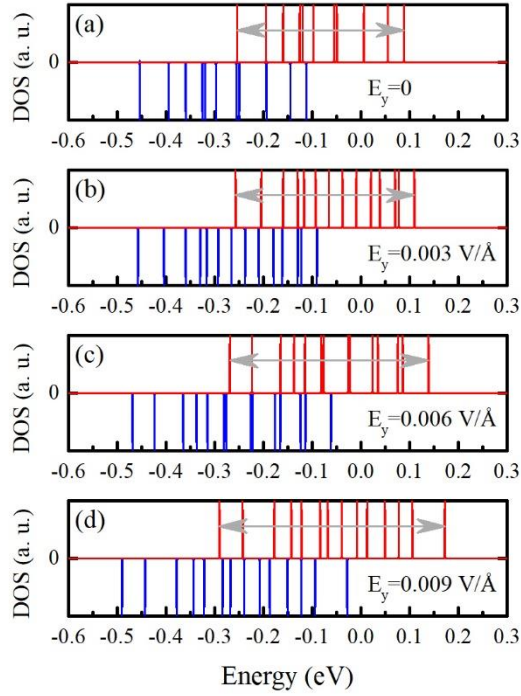 (a)
DOS (a. u.)
0
E_y=0
-0.6 -0.5 -0.4 -0.3 -0.2 -0.1 0.0 0.1 0.2 0.3
(b)
DOS (a. u.)
0
E_y=0.003 V/Å
-0.6 -0.5 -0.4 -0.3 -0.2 -0.1 0.0 0.1 0.2 0.3
(c)
DOS (a. u.)
0
E_y=0.006 V/Å
-0.6 -0.5 -0.4 -0.3 -0.2 -0.1 0.0 0.1 0.2 0.3
(d)
DOS (a. u.)
0
E_y=0.009 V/Å
-0.6 -0.5 -0.4 -0.3 -0.2 -0.1 0.0 0.1 0.2 0.3
Energy (eV)